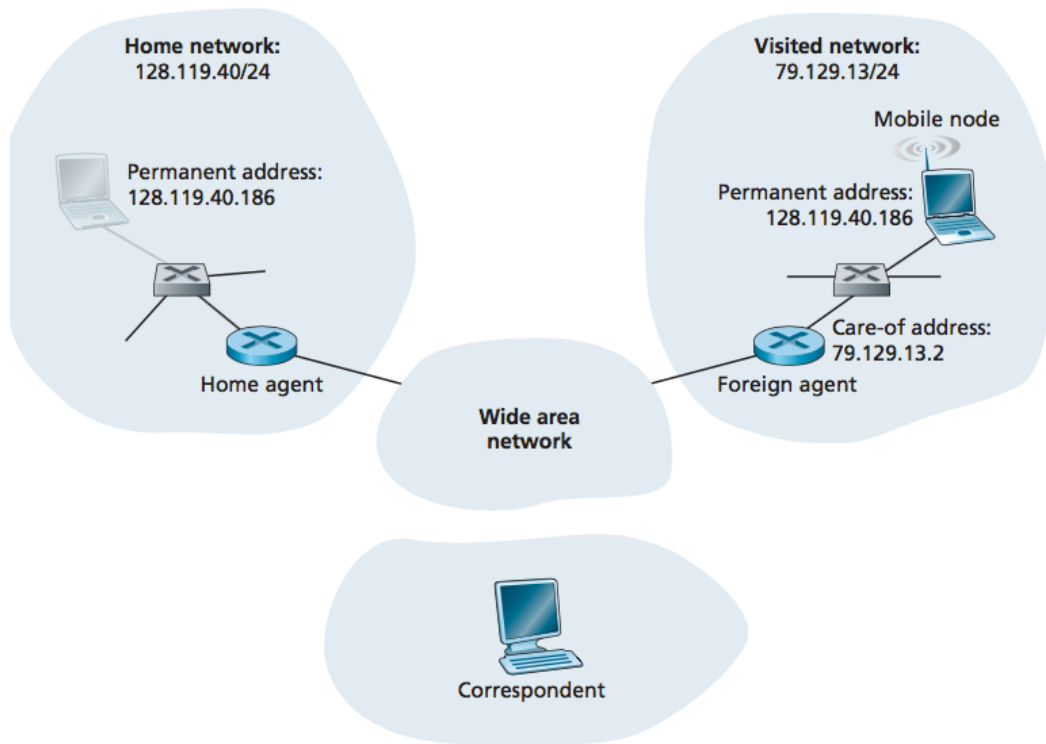 Home network:
128.119.40/24
Visited network:
79.129.13/24
Mobile node
Permanent address:
128.119.40.186
Permanent address:
128.119.40.186
Care-of address:
79.129.13.2
Home agent
Foreign agent
Wide area
network
Correspondent